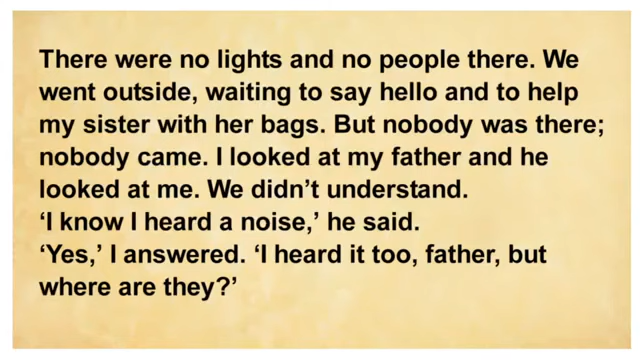 There were no lights and no people there. We
went outside, waiting to say hello and to help
my sister with her bags. But nobody was there;
nobody came. I looked at my father and he
looked at me. We didn’t understand.
‘I know I heard a noise,’ he said.
‘Yes,’ I answered. ‘I heard it too, father, but
where are they?’